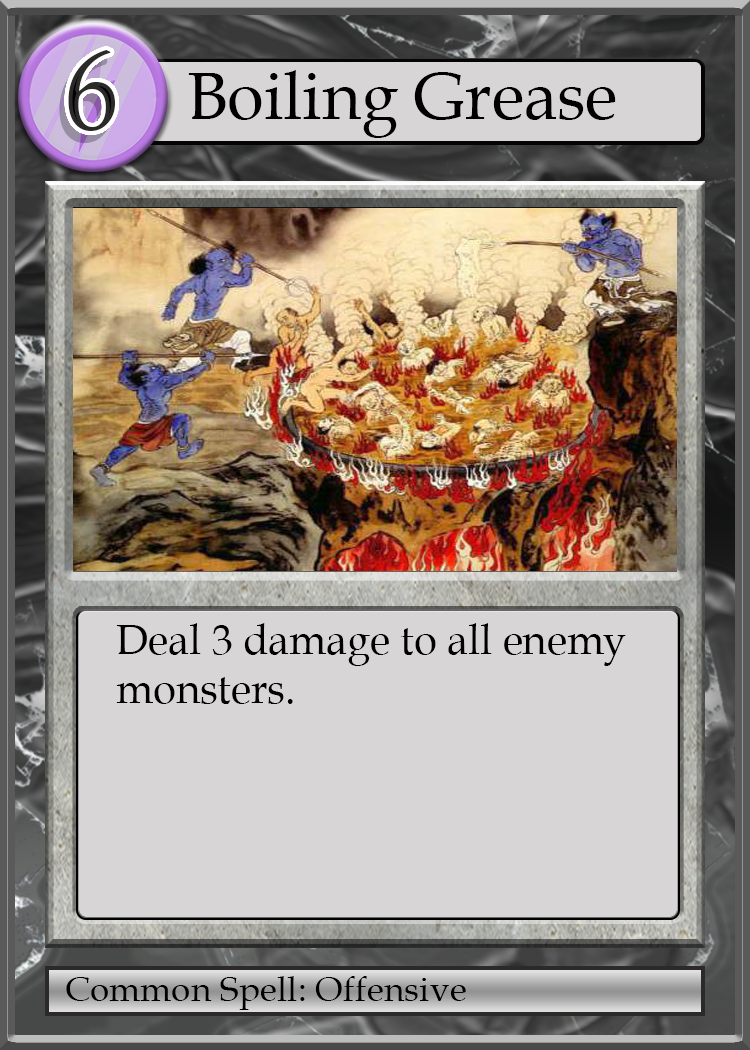 6
Boiling Grease
Deal 3 damage to all enemy
monsters.
Common Spell: Offensive